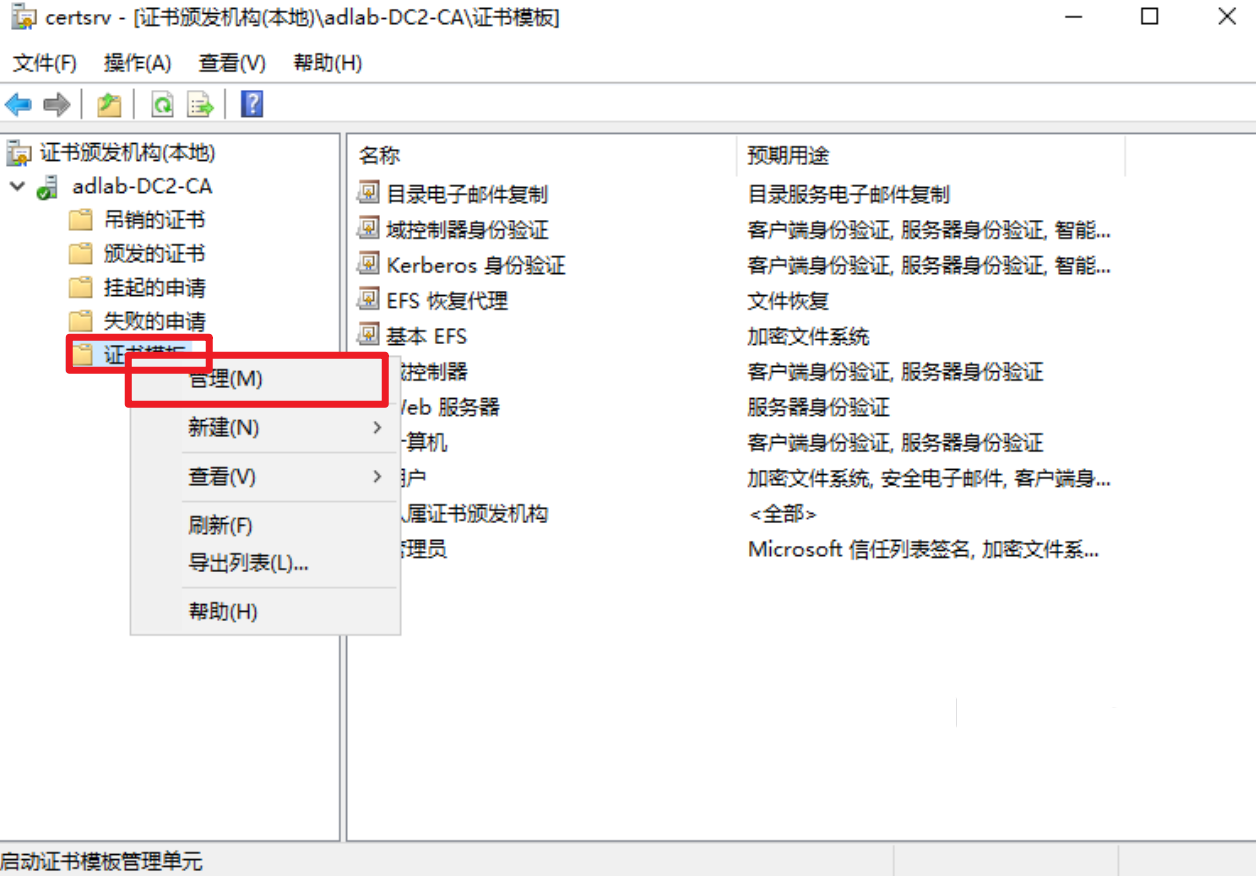 certsrv - [证书颁发机构(本地)\adlab-DC2-CA\证书模板]
文件(F) 操作(A) 查看(V) 帮助(H)
证书颁发机构(本地)
adlab-DC2-CA
吊销的证书
颁发的证书
挂起的申请
失败的申请
证书模板
管理(M)
新建(N)
查看(V)
刷新(F)
导出列表(L)...
帮助(H)
名称 预期用途
目录电子邮件复制 目录服务电子邮件复制
域控制器身份验证 客户端身份验证, 服务器身份验证, 智能...
Kerberos 身份验证 客户端身份验证, 服务器身份验证, 智能...
EFS 恢复代理 文件恢复
基本 EFS 加密文件系统
域控制器 客户端身份验证, 服务器身份验证
Web 服务器 服务器身份验证
计算机 客户端身份验证, 服务器身份验证
用户 加密文件系统, 安全电子邮件, 客户端身...
从属证书颁发机构 <全部>
管理员 Microsoft 信任列表签名, 加密文件系...
启动证书模板管理单元